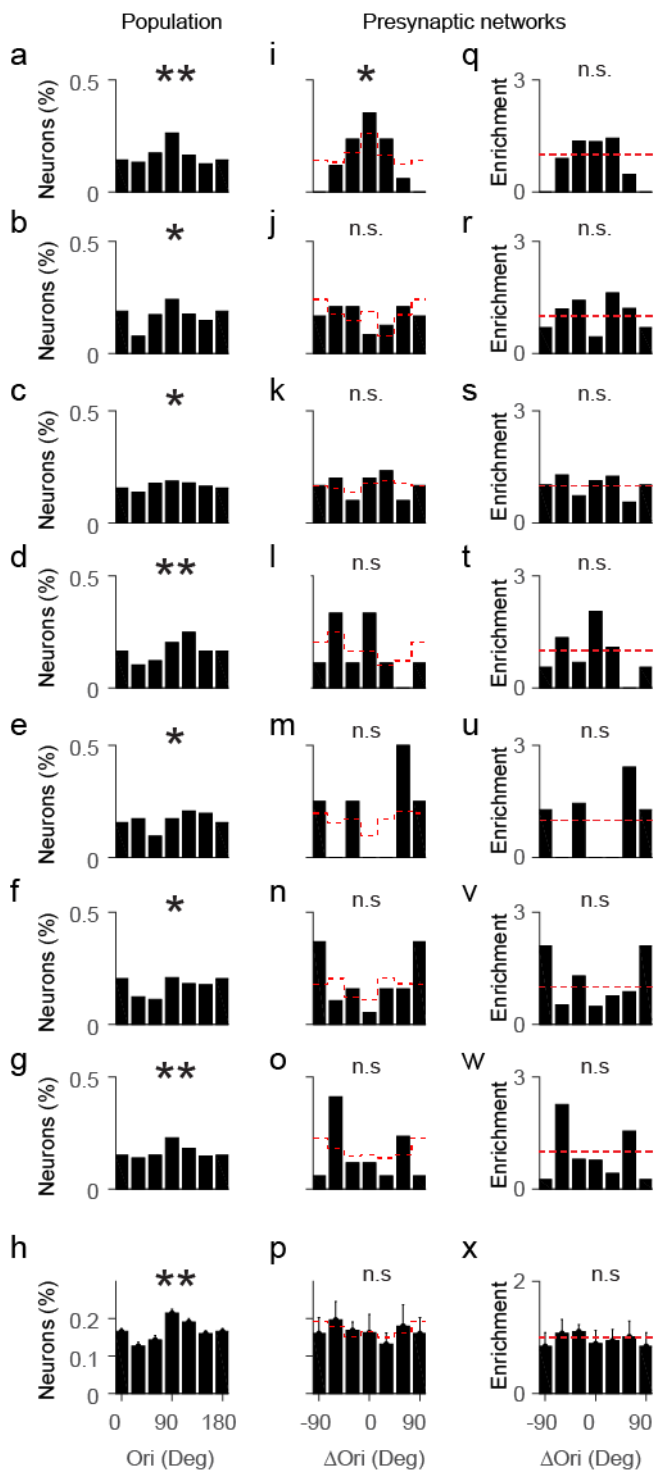 Population Presynaptic networks
a ** i * q n.s.
Neurons (%) 0.5 0 Enrichment 3 0
b * j n.s. r n.s.
Neurons (%) 0.5 0 Enrichment 3 0
c * k n.s. s n.s.
Neurons (%) 0.5 0 Enrichment 3 0
d ** l n.s t n.s.
Neurons (%) 0.5 0 Enrichment 3 0
e * m n.s u n.s
Neurons (%) 0.5 0 Enrichment 3 0
f * n n.s v n.s
Neurons (%) 0.5 0 Enrichment 3 0
g ** o n.s w n.s
Neurons (%) 0.5 0 Enrichment 3 0
h ** p n.s x n.s
Neurons (%) 0.2 0.1 0 Enrichment 2 1 0
0 90 180 -90 0 90 -90 0 90
Ori (Deg) ΔOri (Deg) ΔOri (Deg)